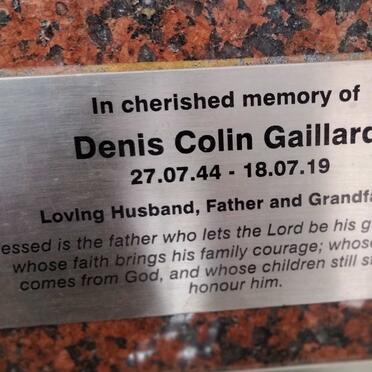 In cherished memory of
Denis Colin Gaillard
27.07.44 - 18.07.19
Loving Husband, Father and Grandfa
essed is the father who lets the Lord be his g
whose faith brings his family courage; whose
comes from God, and whose children still s
honour him.